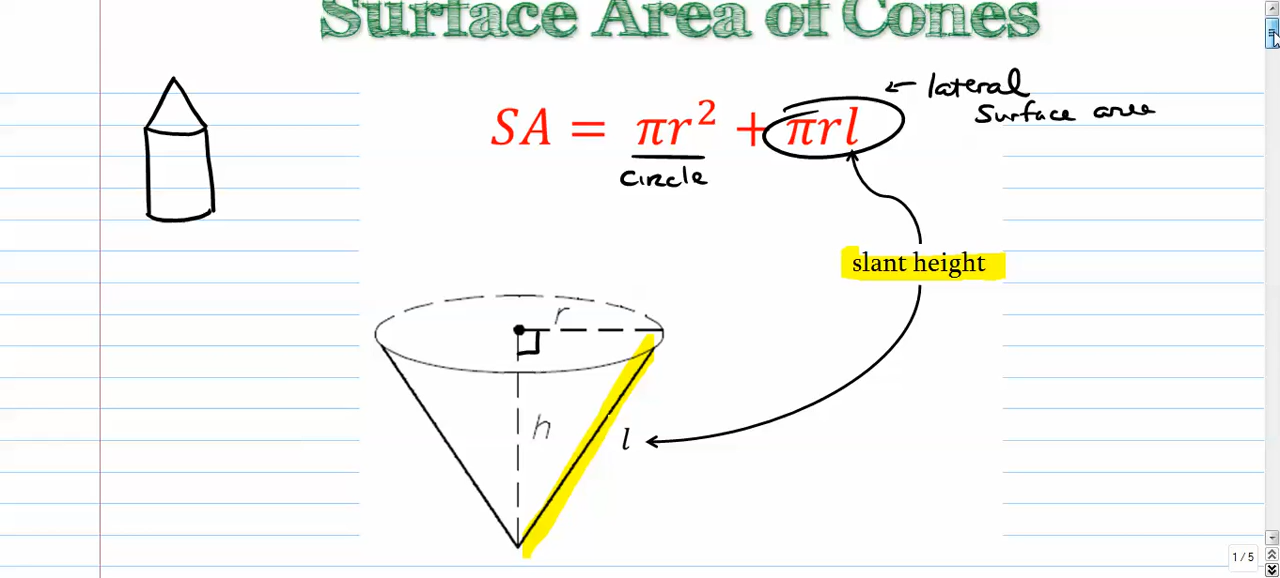 Surface Area of Cones
← lateral
surface area
SA = πr² + πrl
circle
slant height
r
h
l
1 / 5